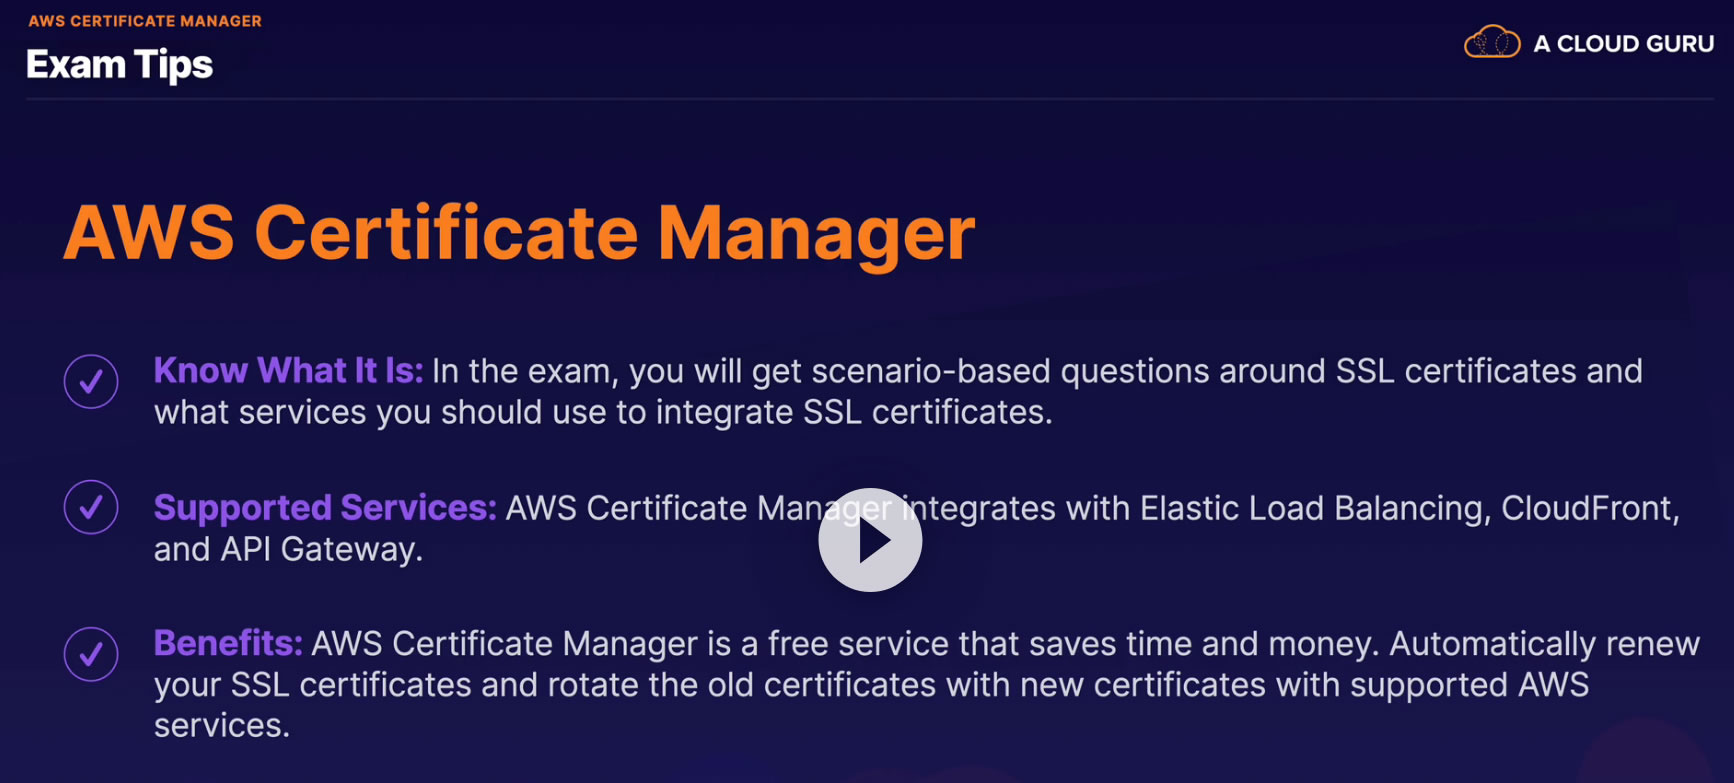 AWS CERTIFICATE MANAGER
Exam Tips
A CLOUD GURU
AWS Certificate Manager
Know What It Is: In the exam, you will get scenario-based questions around SSL certificates and
what services you should use to integrate SSL certificates.
Supported Services: AWS Certificate Manager integrates with Elastic Load Balancing, CloudFront,
and API Gateway.
Benefits: AWS Certificate Manager is a free service that saves time and money. Automatically renew
your SSL certificates and rotate the old certificates with new certificates with supported AWS
services.